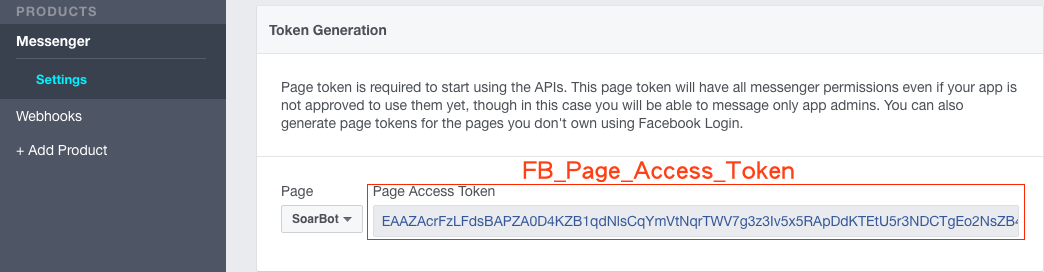 PRODUCTS
Messenger
Settings
Webhooks
+ Add Product
Token Generation
Page token is required to start using the APIs. This page token will have all messenger permissions even if your app is
not approved to use them yet, though in this case you will be able to message only app admins. You can also
generate page tokens for the pages you don't own using Facebook Login.
FB_Page_Access_Token
Page
Page Access Token
SoarBot
EAAZAcrFzLFdsBAPZA0D4KZB1qdNlsCqYmVtNqrTWV7g3z3Iv5x5RApDdKTEtU5r3NDCTgEo2NsZB4